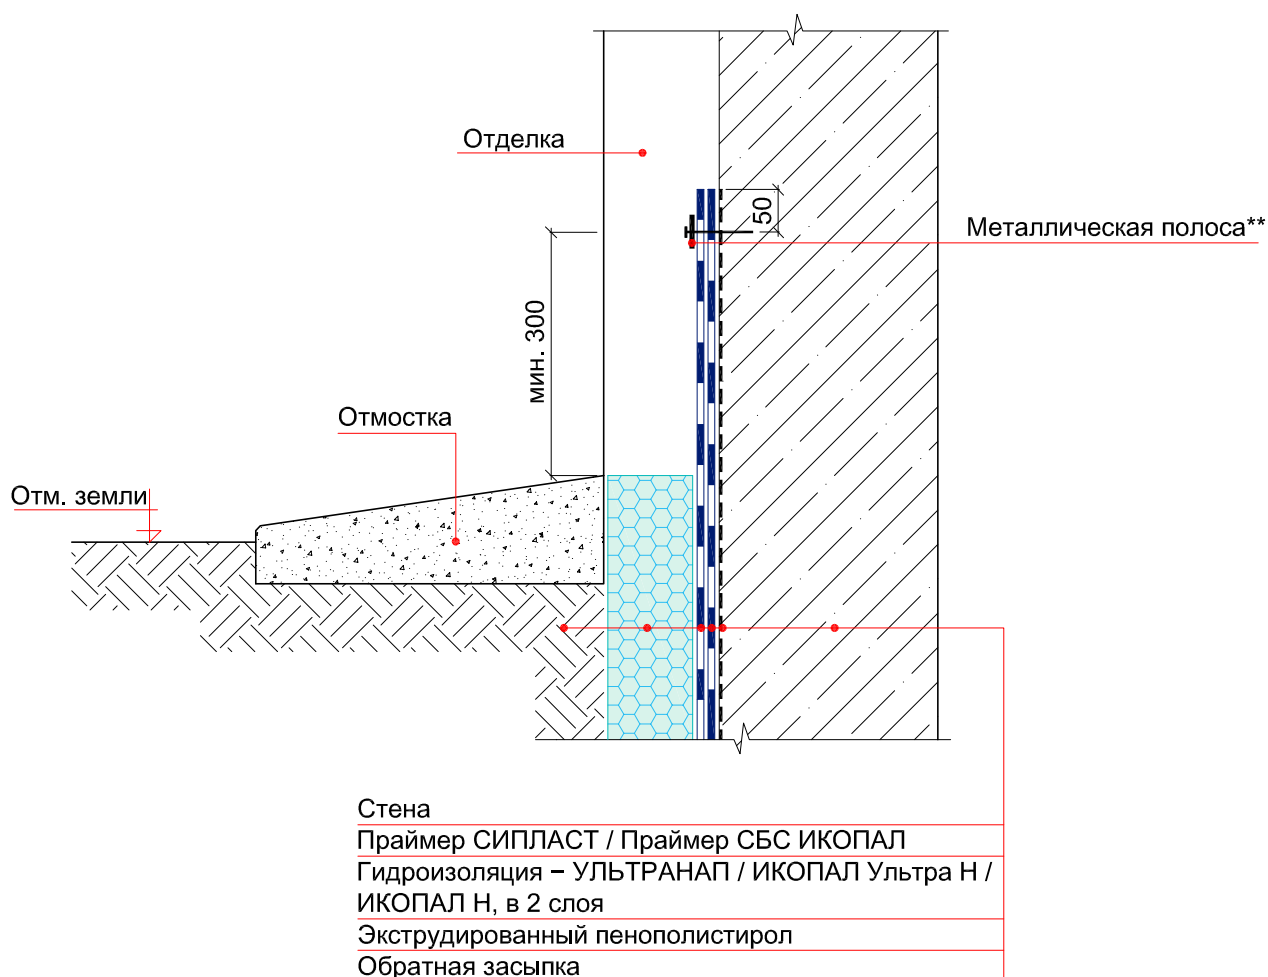 Отделка
50
Металлическая полоса**
мин. 300
Отмостка
Отм. земли
Стена
Праймер СИПЛАСТ / Праймер СБС ИКОПАЛ
Гидроизоляция – УЛЬТРАНАП / ИКОПАЛ Ультра Н /
ИКОПАЛ Н, в 2 слоя
Экструдированный пенополистирол
Обратная засыпка